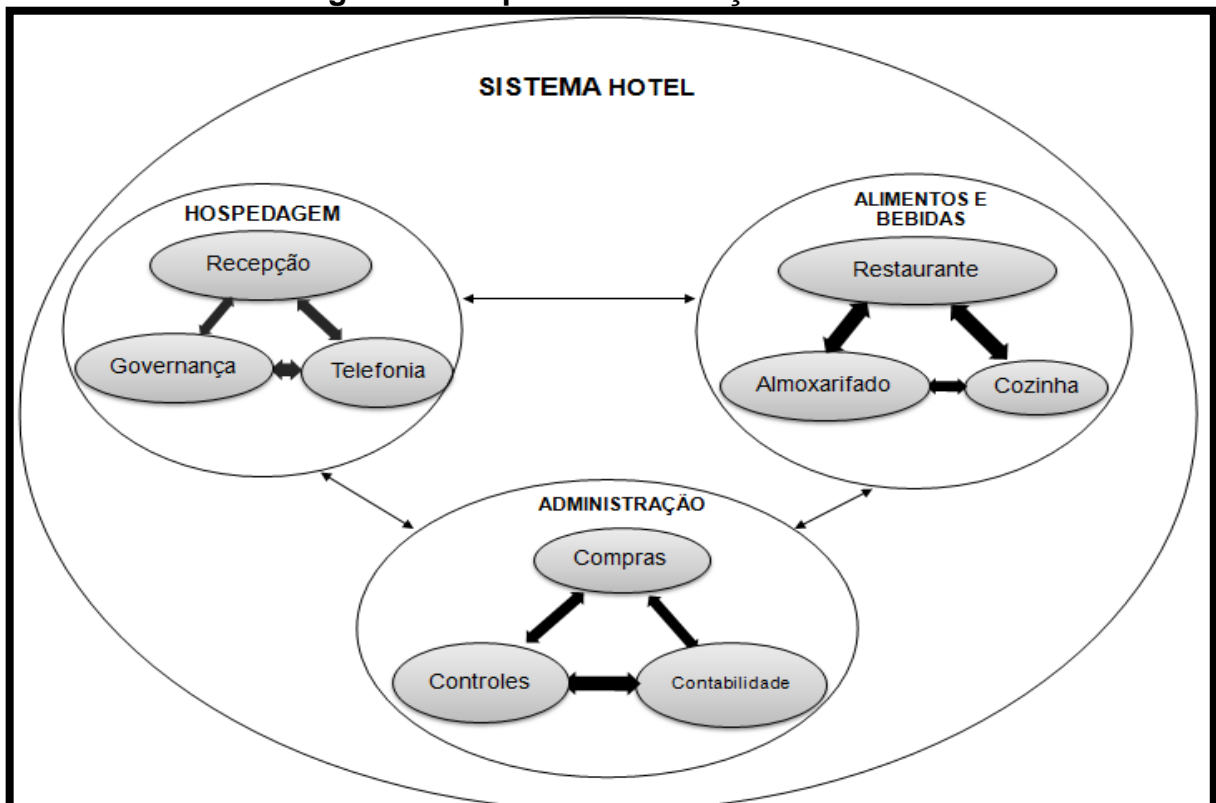 SISTEMA HOTEL
HOSPEDAGEM
Recepção
Governança
Telefonia
ALIMENTOS E
BEBIDAS
Restaurante
Almoxarifado
Cozinha
ADMINISTRAÇÃO
Compras
Controles
Contabilidade